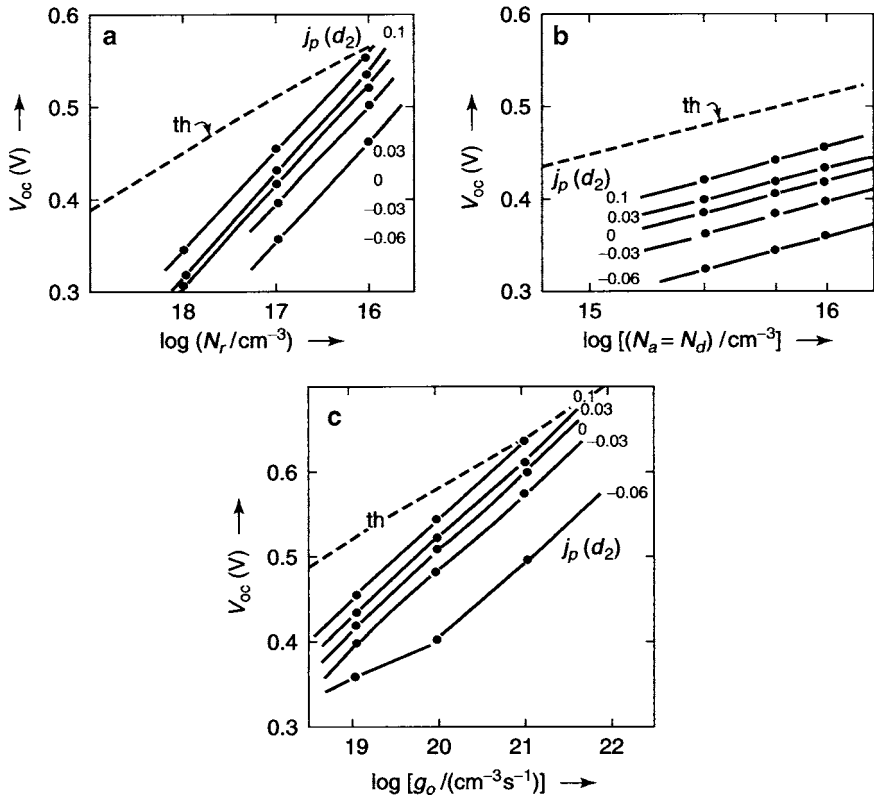 a
j_p (d_2)
0.1
th
0.03
0
−0.03
−0.06
0.6
0.5
0.4
0.3
V_oc (V)
18 17 16
log (N_r /cm^−3)
b
th
j_p (d_2)
0.1
0.03
0
−0.03
−0.06
0.6
0.5
0.4
0.3
V_oc (V)
15 16
log [(N_a = N_d) /cm^−3]
c
0.1
0.03
0
−0.03
−0.06
th
j_p (d_2)
0.6
0.5
0.4
0.3
V_oc (V)
19 20 21 22
log [g_o /(cm^−3 s^−1)]